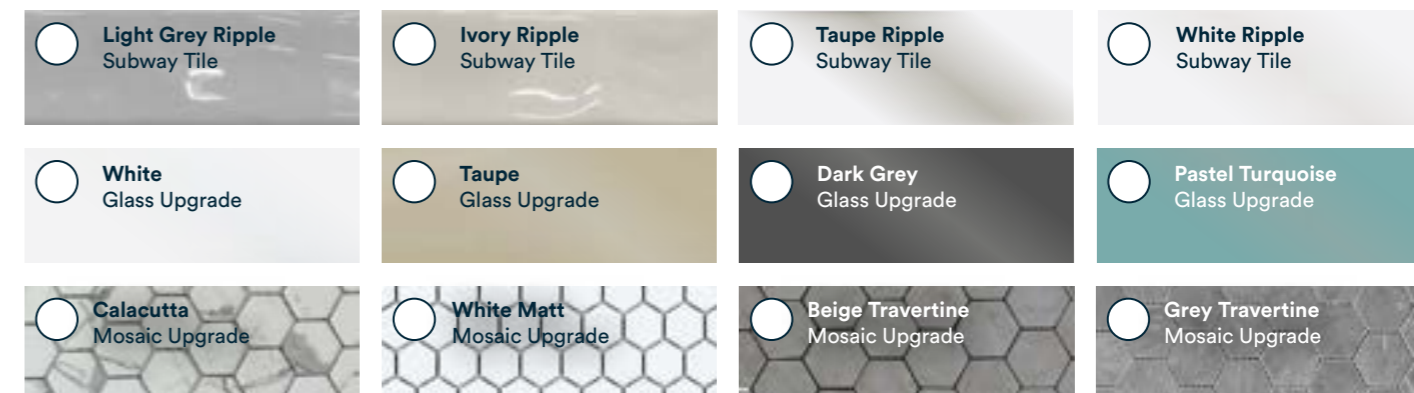 Light Grey Ripple
Subway Tile
Ivory Ripple
Subway Tile
Taupe Ripple
Subway Tile
White Ripple
Subway Tile
White
Glass Upgrade
Taupe
Glass Upgrade
Dark Grey
Glass Upgrade
Pastel Turquoise
Glass Upgrade
Calacutta
Mosaic Upgrade
White Matt
Mosaic Upgrade
Beige Travertine
Mosaic Upgrade
Grey Travertine
Mosaic Upgrade